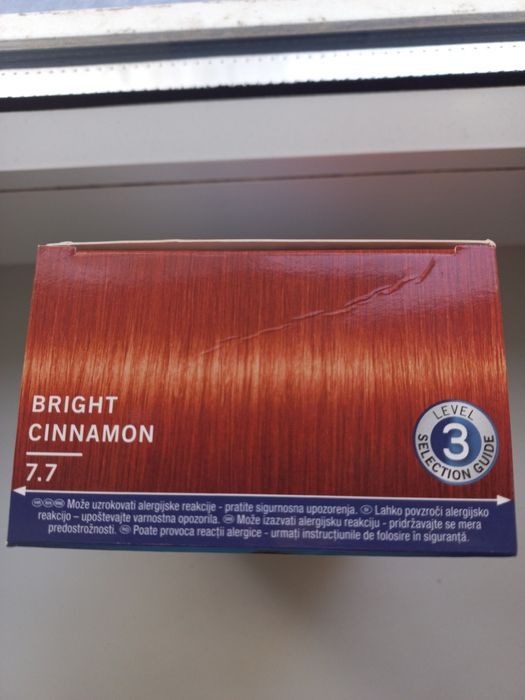 BRIGHT
CINNAMON
7.7
LEVEL
3
SELECTION GUIDE
Može uzrokovati alergijske reakcije - pratite sigurnosna upozorenja. Lahko povzroči alergijsko
reakcijo – upoštevajte varnostna opozorila. Može izazvati alergijsku reakciju - pridržavajte se mera
predostrožnosti. Poate provoca reacții alergice - urmați instrucțiunile de folosire în siguranță.